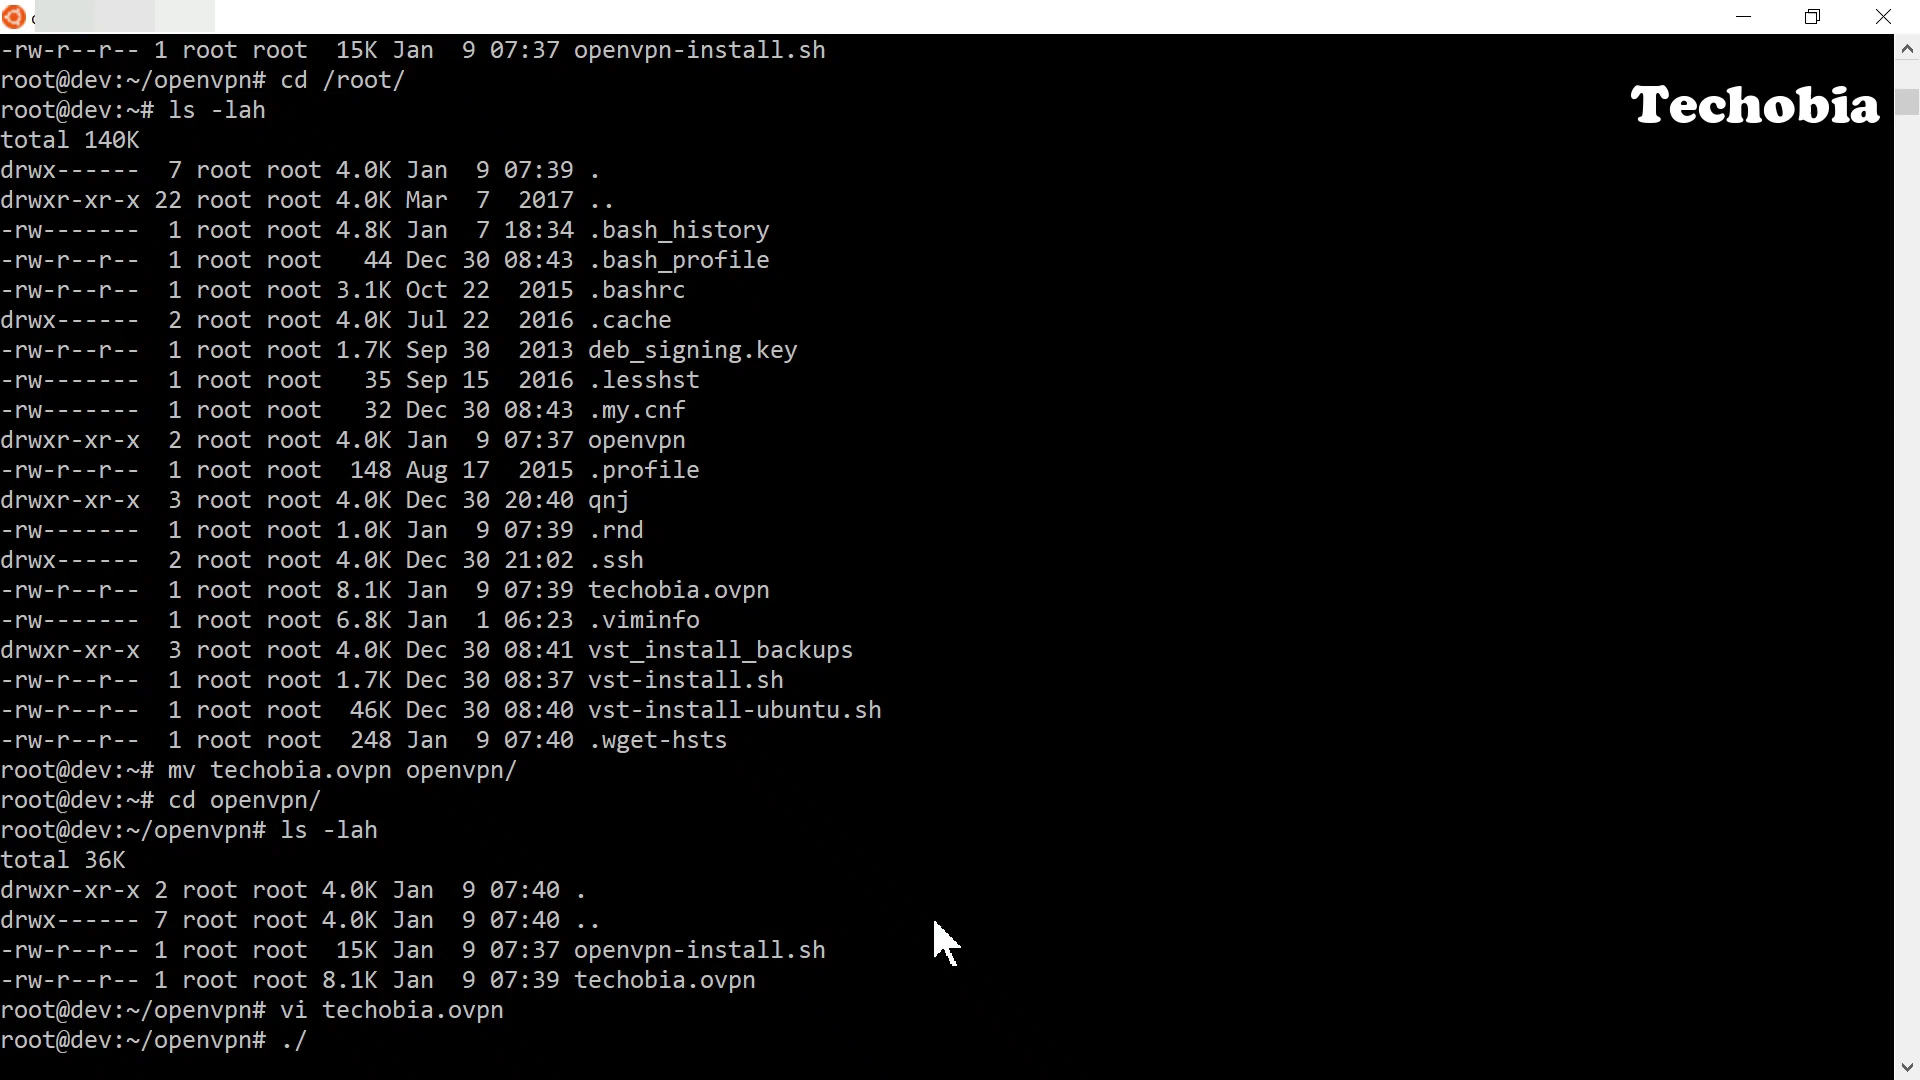 -rw-r--r-- 1 root root  15K Jan  9 07:37 openvpn-install.sh
root@dev:~/openvpn# cd /root/
Techobia
root@dev:~# ls -lah
total 140K
drwx------  7 root root 4.0K Jan  9 07:39 .
drwxr-xr-x 22 root root 4.0K Mar  7  2017 ..
-rw-------  1 root root 4.8K Jan  7 18:34 .bash_history
-rw-r--r--  1 root root   44 Dec 30 08:43 .bash_profile
-rw-r--r--  1 root root 3.1K Oct 22  2015 .bashrc
drwx------  2 root root 4.0K Jul 22  2016 .cache
-rw-r--r--  1 root root 1.7K Sep 30  2013 deb_signing.key
-rw-------  1 root root   35 Sep 15  2016 .lesshst
-rw-------  1 root root   32 Dec 30 08:43 .my.cnf
drwxr-xr-x  2 root root 4.0K Jan  9 07:37 openvpn
-rw-r--r--  1 root root  148 Aug 17  2015 .profile
drwxr-xr-x  3 root root 4.0K Dec 30 20:40 qnj
-rw-------  1 root root 1.0K Jan  9 07:39 .rnd
drwx------  2 root root 4.0K Dec 30 21:02 .ssh
-rw-r--r--  1 root root 8.1K Jan  9 07:39 techobia.ovpn
-rw-------  1 root root 6.8K Jan  1 06:23 .viminfo
drwxr-xr-x  3 root root 4.0K Dec 30 08:41 vst_install_backups
-rw-r--r--  1 root root 1.7K Dec 30 08:37 vst-install.sh
-rw-r--r--  1 root root  46K Dec 30 08:40 vst-install-ubuntu.sh
-rw-r--r--  1 root root  248 Jan  9 07:40 .wget-hsts
root@dev:~# mv techobia.ovpn openvpn/
root@dev:~# cd openvpn/
root@dev:~/openvpn# ls -lah
total 36K
drwxr-xr-x 2 root root 4.0K Jan  9 07:40 .
drwx------ 7 root root 4.0K Jan  9 07:40 ..
-rw-r--r-- 1 root root  15K Jan  9 07:37 openvpn-install.sh
-rw-r--r-- 1 root root 8.1K Jan  9 07:39 techobia.ovpn
root@dev:~/openvpn# vi techobia.ovpn
root@dev:~/openvpn# ./